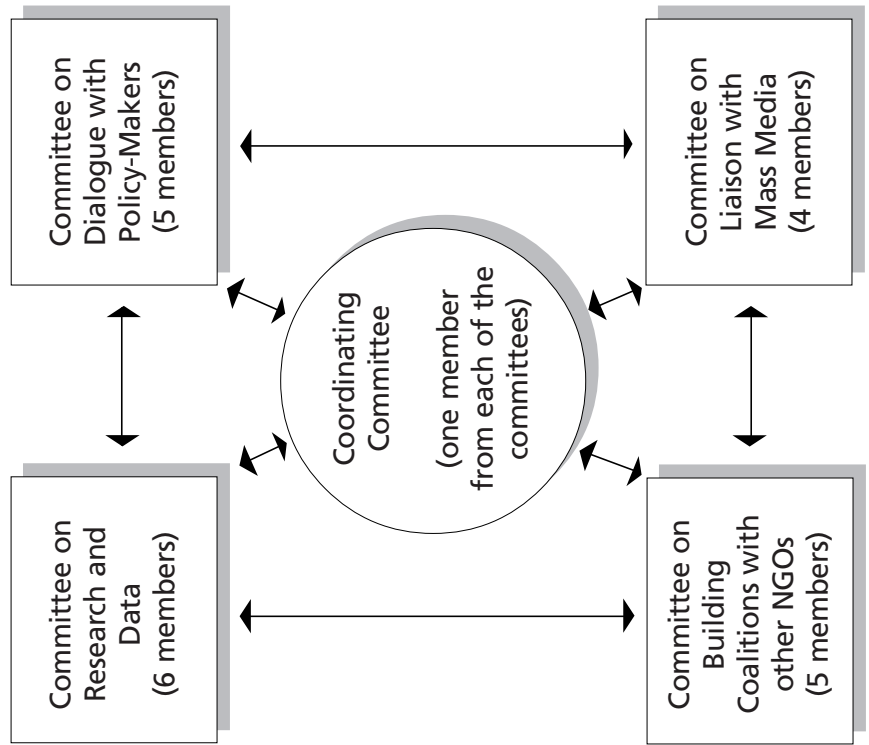 Committee on
Research and
Data
(6 members)
Committee on
Dialogue with
Policy-Makers
(5 members)
Coordinating
Committee
(one member
from each of the
committees)
Committee on
Building
Coalitions with
other NGOs
(5 members)
Committee on
Liaison with
Mass Media
(4 members)